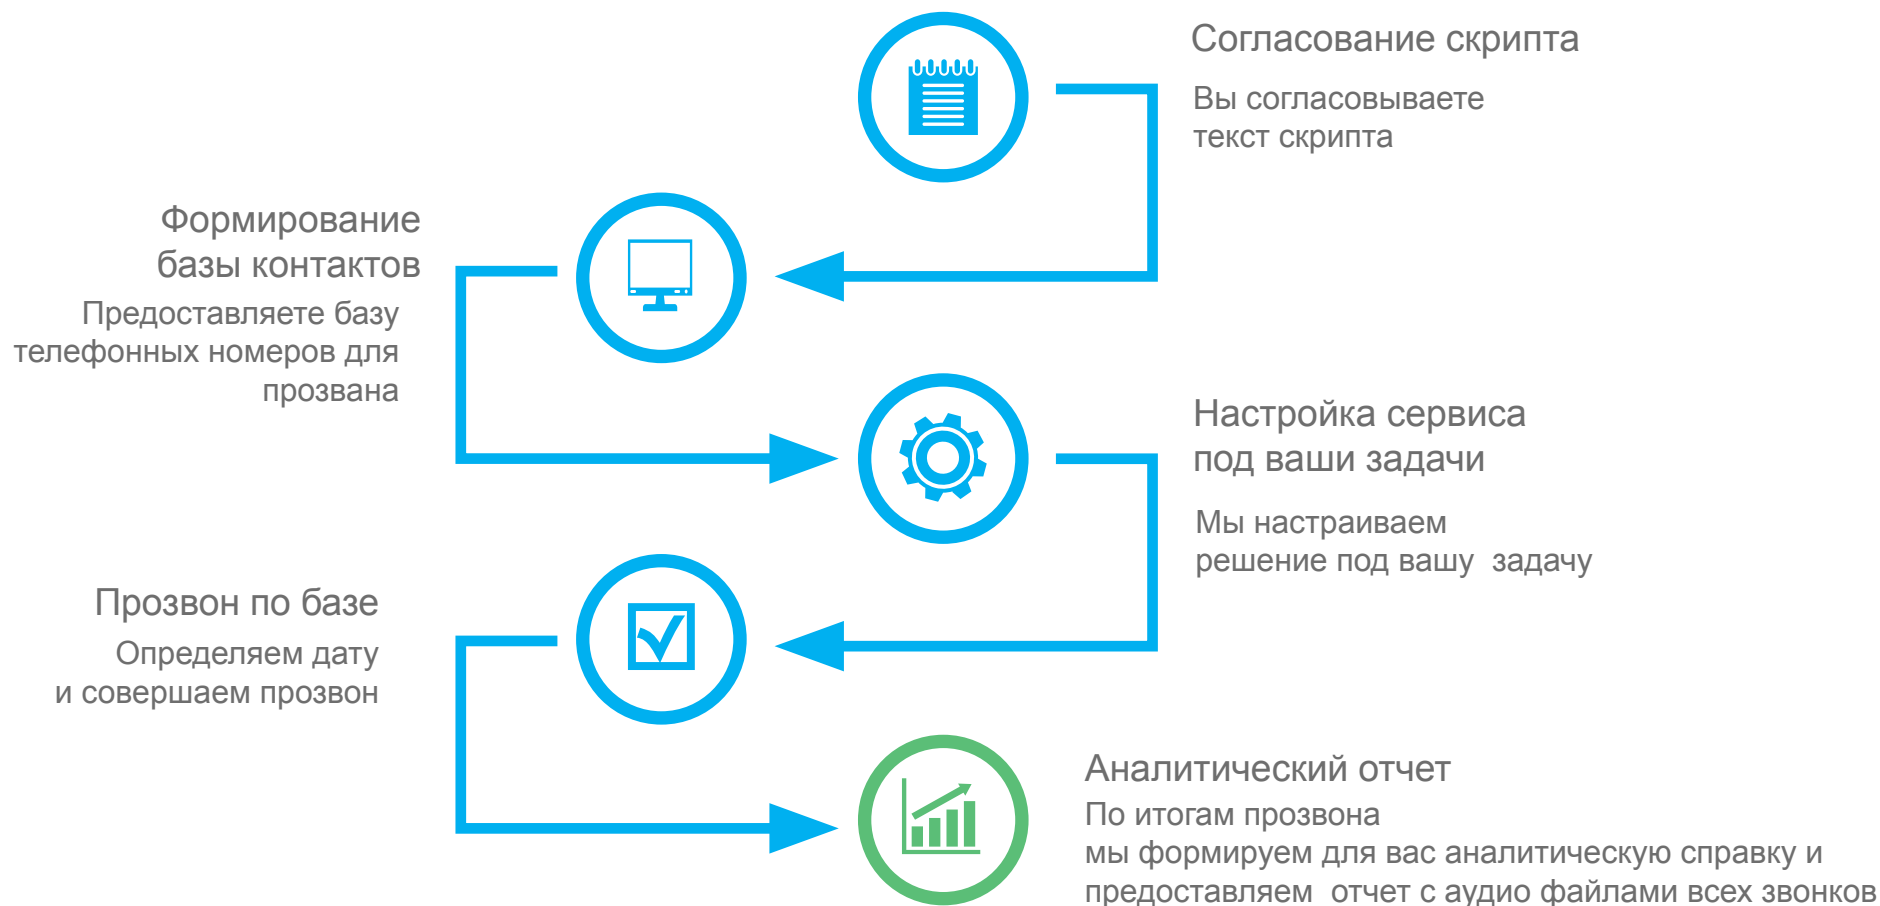 Согласование скрипта
Вы согласовываете
текст скрипта
Формирование
базы контактов
Предоставляете базу
телефонных номеров для
прозвана
Настройка сервиса
под ваши задачи
Мы настраиваем
решение под вашу  задачу
Прозвон по базе
Определяем дату
и совершаем прозвон
Аналитический отчет
По итогам прозвона
мы формируем для вас аналитическую справку и
предоставляем  отчет с аудио файлами всех звонков